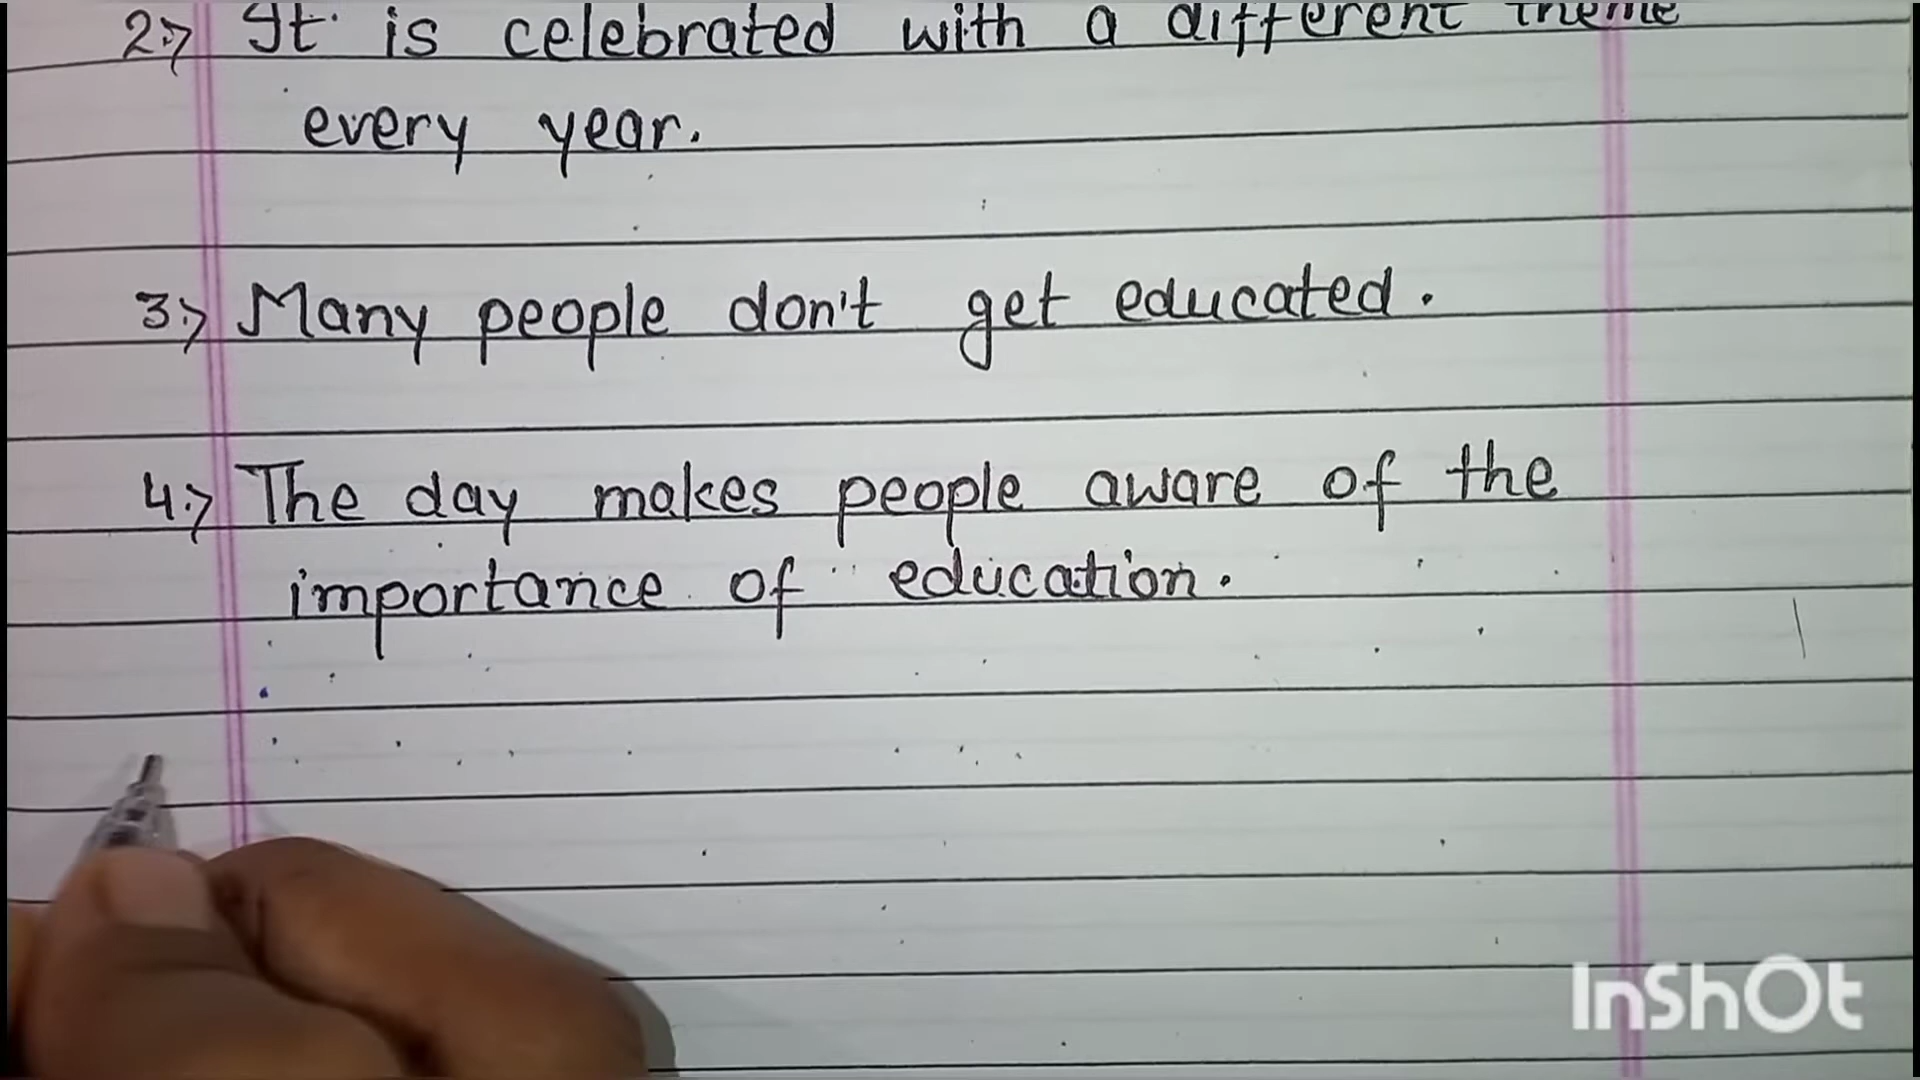 2.> It is celebrated with a different theme
every year.
3.> Many people don't get educated.
4.> The day makes people aware of the
importance of education.
InShOt